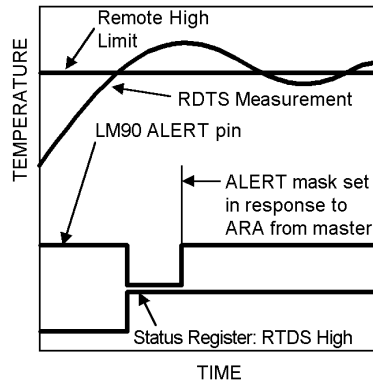 Remote High
Limit
RDTS Measurement
LM90 ALERT pin
ALERT mask set
in response to
ARA from master
Status Register: RTDS High
TIME
TEMPERATURE